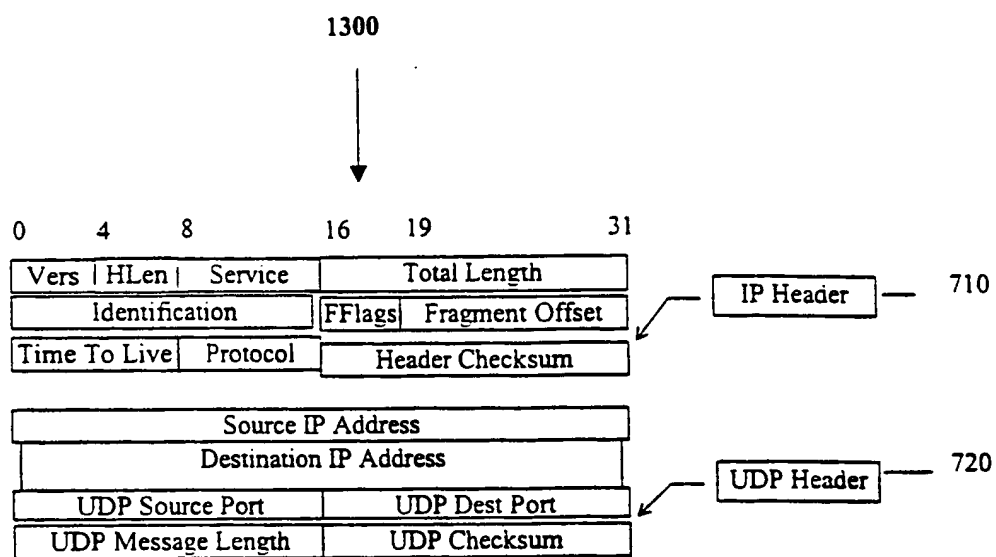 1300
0 4 8 16 19 31
Vers HLen Service Total Length
Identification FFlags Fragment Offset
IP Header 710
Time To Live Protocol Header Checksum
Source IP Address
Destination IP Address
UDP Header 720
UDP Source Port UDP Dest Port
UDP Message Length UDP Checksum